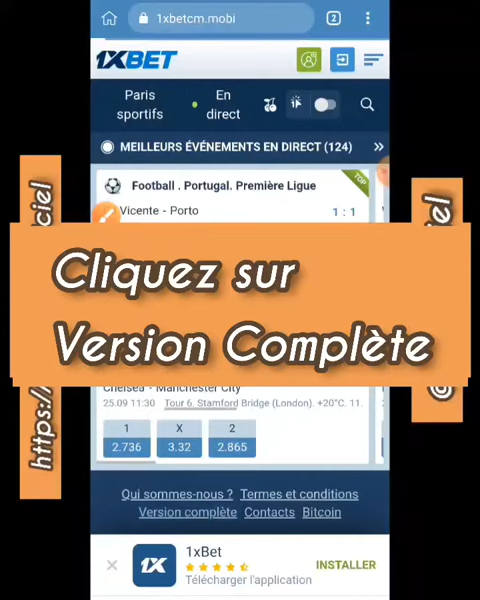 1xbetcm.mobi
2
1XBET
Paris sportifs
En direct
MEILLEURS ÉVÉNEMENTS EN DIRECT (124)
Football . Portugal. Première Ligue
TOP
Vicente - Porto
1 : 1
Cliquez sur
Version Complète
https:/
ciel
iel
Chelsea - Manchester City
25.09 11:30 Tour 6. Stamford Bridge (London). +20°C. 11.
1 X 2
2.736 3.32 2.865
Qui sommes-nous ? Termes et conditions
Version complète Contacts Bitcoin
1X
1xBet
INSTALLER
Télécharger l'application